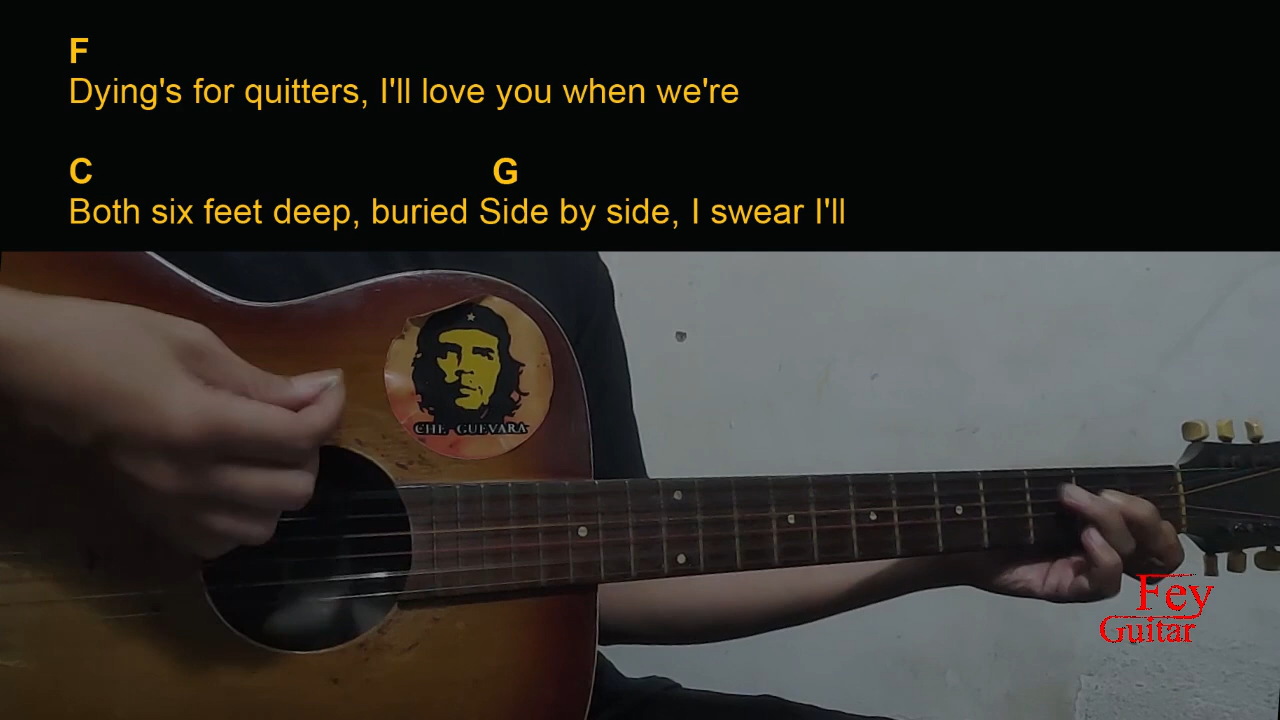 F
Dying's for quitters, I'll love you when we're
C G
Both six feet deep, buried Side by side, I swear I'll
CHE GUEVARA
Fey
Guitar